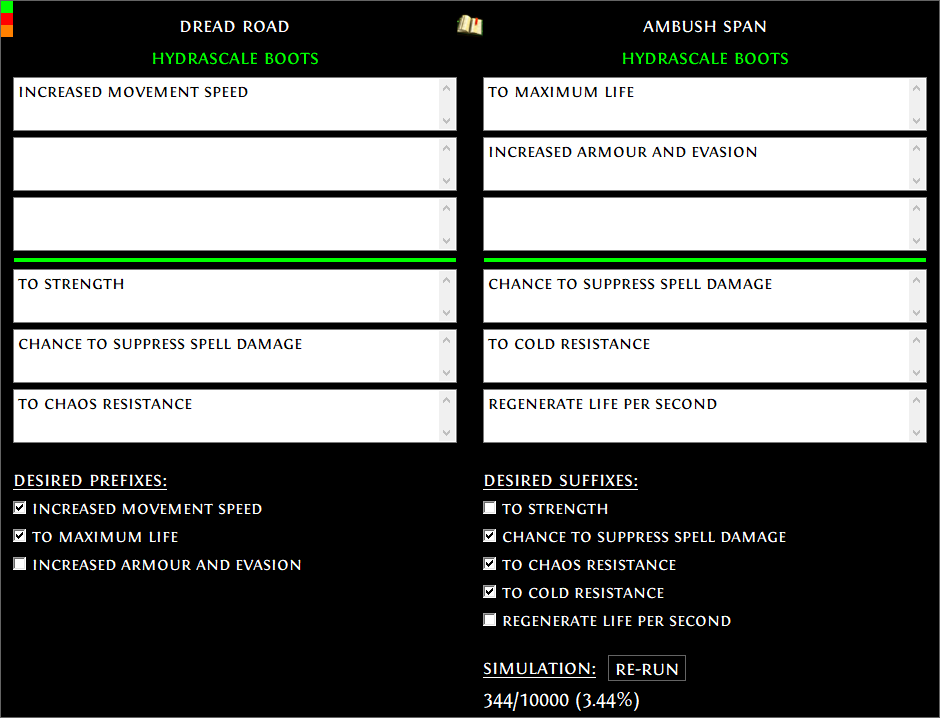 DREAD ROAD
HYDRASCALE BOOTS
INCREASED MOVEMENT SPEED
TO STRENGTH
CHANCE TO SUPPRESS SPELL DAMAGE
TO CHAOS RESISTANCE
AMBUSH SPAN
HYDRASCALE BOOTS
TO MAXIMUM LIFE
INCREASED ARMOUR AND EVASION
CHANCE TO SUPPRESS SPELL DAMAGE
TO COLD RESISTANCE
REGENERATE LIFE PER SECOND
DESIRED PREFIXES:
INCREASED MOVEMENT SPEED
TO MAXIMUM LIFE
INCREASED ARMOUR AND EVASION
DESIRED SUFFIXES:
TO STRENGTH
CHANCE TO SUPPRESS SPELL DAMAGE
TO CHAOS RESISTANCE
TO COLD RESISTANCE
REGENERATE LIFE PER SECOND
SIMULATION: RE-RUN
344/10000 (3.44%)